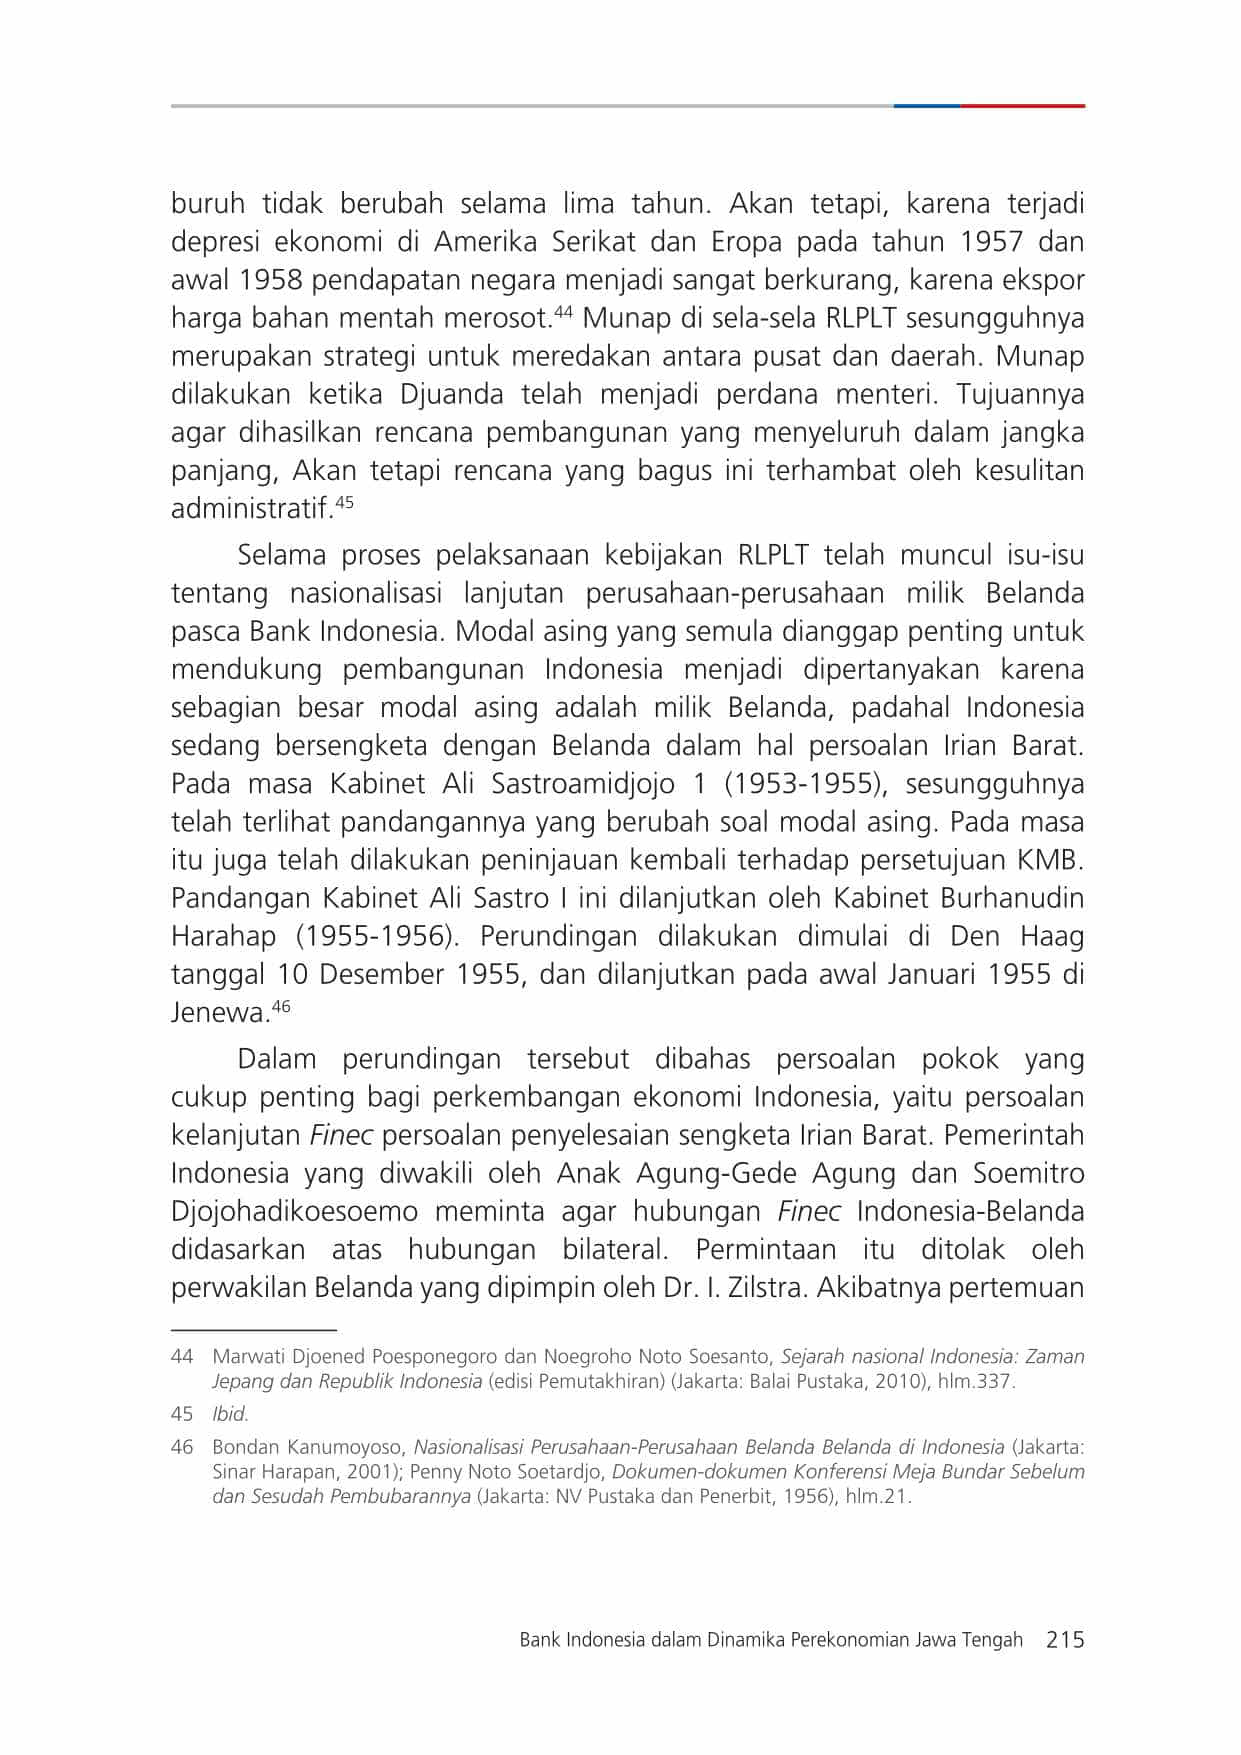 buruh tidak berubah selama lima tahun. Akan tetapi, karena terjadi
depresi ekonomi di Amerika Serikat dan Eropa pada tahun 1957 dan
awal 1958 pendapatan negara menjadi sangat berkurang, karena ekspor
harga bahan mentah merosot.44 Munap di sela-sela RLPLT sesungguhnya
merupakan strategi untuk meredakan antara pusat dan daerah. Munap
dilakukan ketika Djuanda telah menjadi perdana menteri. Tujuannya
agar dihasilkan rencana pembangunan yang menyeluruh dalam jangka
panjang, Akan tetapi rencana yang bagus ini terhambat oleh kesulitan
administratif.45
Selama proses pelaksanaan kebijakan RLPLT telah muncul isu-isu
tentang nasionalisasi lanjutan perusahaan-perusahaan milik Belanda
pasca Bank Indonesia. Modal asing yang semula dianggap penting untuk
mendukung pembangunan Indonesia menjadi dipertanyakan karena
sebagian besar modal asing adalah milik Belanda, padahal Indonesia
sedang bersengketa dengan Belanda dalam hal persoalan Irian Barat.
Pada masa Kabinet Ali Sastroamidjojo 1 (1953-1955), sesungguhnya
telah terlihat pandangannya yang berubah soal modal asing. Pada masa
itu juga telah dilakukan peninjauan kembali terhadap persetujuan KMB.
Pandangan Kabinet Ali Sastro I ini dilanjutkan oleh Kabinet Burhanudin
Harahap (1955-1956). Perundingan dilakukan dimulai di Den Haag
tanggal 10 Desember 1955, dan dilanjutkan pada awal Januari 1955 di
Jenewa.46
Dalam perundingan tersebut dibahas persoalan pokok yang
cukup penting bagi perkembangan ekonomi Indonesia, yaitu persoalan
kelanjutan Finec persoalan penyelesaian sengketa Irian Barat. Pemerintah
Indonesia yang diwakili oleh Anak Agung-Gede Agung dan Soemitro
Djojohadikoesoemo meminta agar hubungan Finec Indonesia-Belanda
didasarkan atas hubungan bilateral. Permintaan itu ditolak oleh
perwakilan Belanda yang dipimpin oleh Dr. I. Zilstra. Akibatnya pertemuan
44 Marwati Djoened Poesponegoro dan Noegroho Noto Soesanto, Sejarah nasional Indonesia: Zaman
Jepang dan Republik Indonesia (edisi Pemutakhiran) (Jakarta: Balai Pustaka, 2010), hlm.337.
45 Ibid.
46 Bondan Kanumoyoso, Nasionalisasi Perusahaan-Perusahaan Belanda Belanda di Indonesia (Jakarta:
Sinar Harapan, 2001); Penny Noto Soetardjo, Dokumen-dokumen Konferensi Meja Bundar Sebelum
dan Sesudah Pembubarannya (Jakarta: NV Pustaka dan Penerbit, 1956), hlm.21.
Bank Indonesia dalam Dinamika Perekonomian Jawa Tengah 215